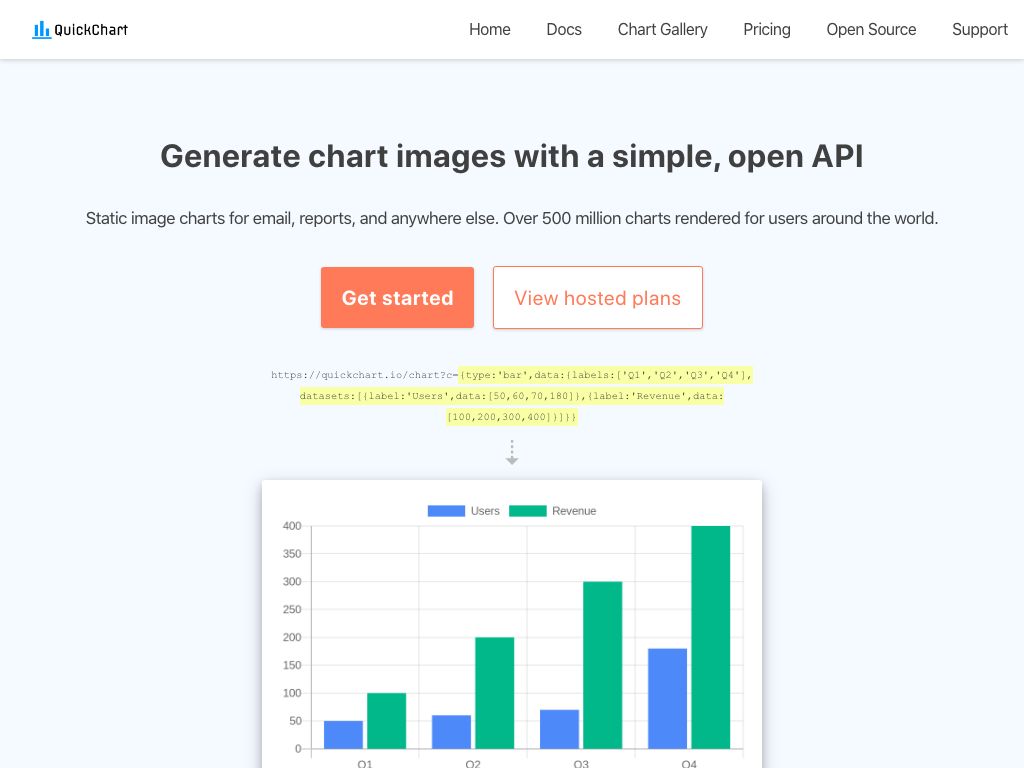 QuickChart
Home Docs Chart Gallery Pricing Open Source Support
Generate chart images with a simple, open API
Static image charts for email, reports, and anywhere else. Over 500 million charts rendered for users around the world.
Get started View hosted plans
https://quickchart.io/chart?c={type:'bar',data:{labels:['Q1','Q2','Q3','Q4'],
datasets:[{label:'Users',data:[50,60,70,180]},{label:'Revenue',data:
[100,200,300,400]}]}}
Users Revenue
400
350
300
250
200
150
100
50
0
Q1 Q2 Q3 Q4